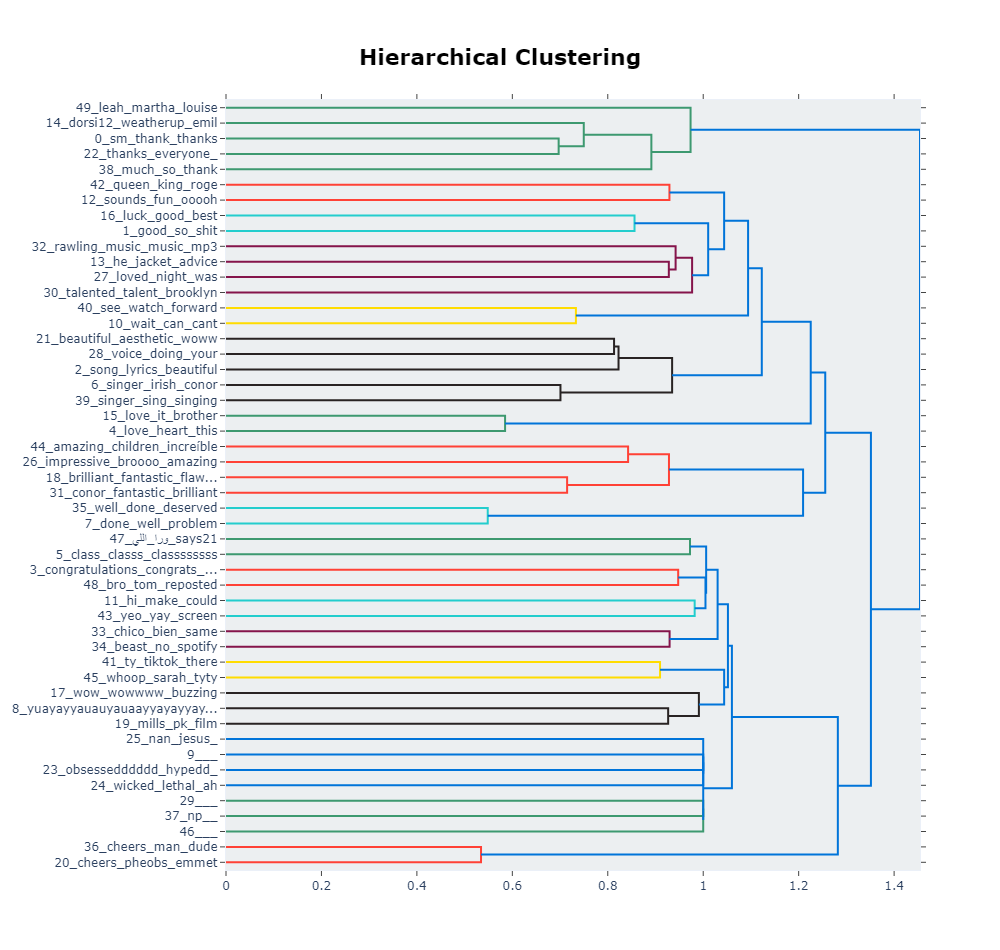 Hierarchical Clustering
49_leah_martha_louise
14_dorsi12_weatherup_emil
0_sm_thank_thanks
22_thanks_everyone_
38_much_so_thank
42_queen_king_roge
12_sounds_fun_ooooh
16_luck_good_best
1_good_so_shit
32_rawling_music_music_mp3
13_he_jacket_advice
27_loved_night_was
30_talented_talent_brooklyn
40_see_watch_forward
10_wait_can_cant
21_beautiful_aesthetic_woww
28_voice_doing_your
2_song_lyrics_beautiful
6_singer_irish_conor
39_singer_sing_singing
15_love_it_brother
4_love_heart_this
44_amazing_children_increíble
26_impressive_broooo_amazing
18_brilliant_fantastic_flaw...
31_conor_fantastic_brilliant
35_well_done_deserved
7_done_well_problem
47_ورا_اللي_says21
5_class_classs_classssssss
3_congratulations_congrats_...
48_bro_tom_reposted
11_hi_make_could
43_yeo_yay_screen
33_chico_bien_same
34_beast_no_spotify
41_ty_tiktok_there
45_whoop_sarah_tyty
17_wow_wowwww_buzzing
8_yuayayyauauyauaayyayayyay...
19_mills_pk_film
25_nan_jesus_
9___
23_obsessedddddd_hypedd_
24_wicked_lethal_ah
29___
37_np__
46___
36_cheers_man_dude
20_cheers_pheobs_emmet
0 0.2 0.4 0.6 0.8 1 1.2 1.4